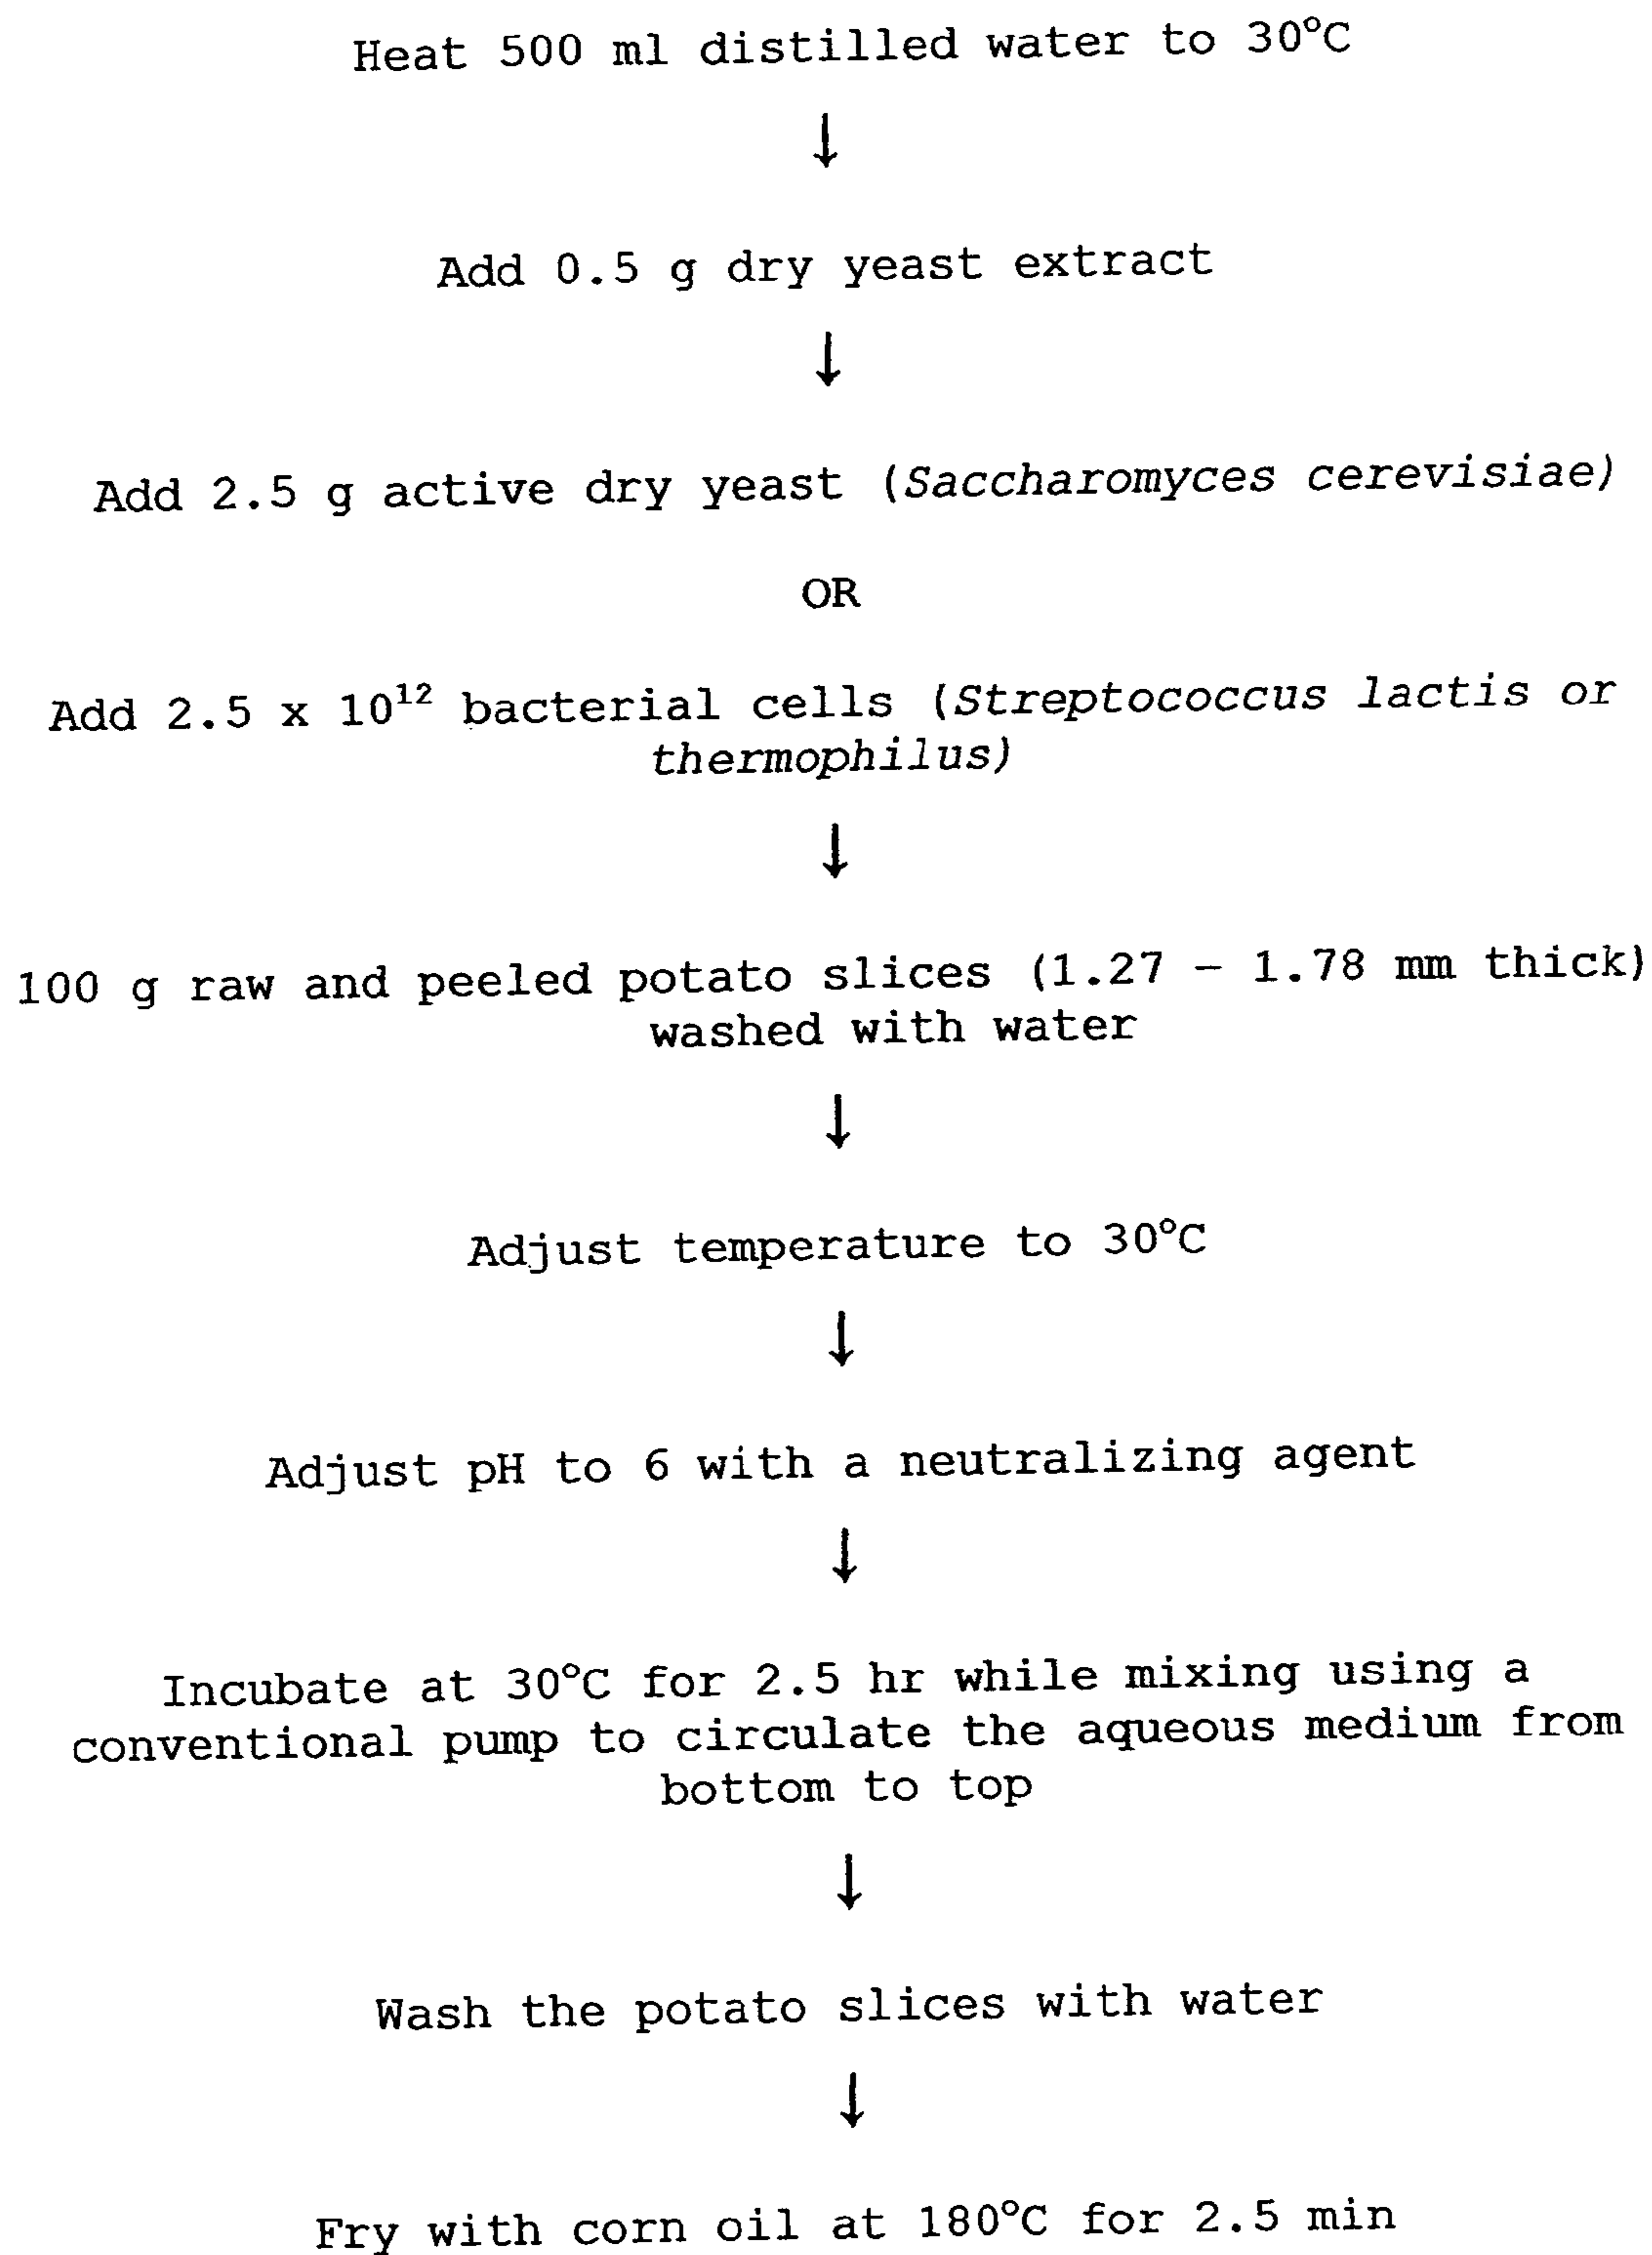 Heat 500 ml distilled water to 30°C
↓
Add 0.5 g dry yeast extract
↓
Add 2.5 g active dry yeast (Saccharomyces cerevisiae)
OR
Add 2.5 x 10¹² bacterial cells (Streptococcus lactis or
thermophilus)
↓
100 g raw and peeled potato slices (1.27 – 1.78 mm thick)
washed with water
↓
Adjust temperature to 30°C
↓
Adjust pH to 6 with a neutralizing agent
↓
Incubate at 30°C for 2.5 hr while mixing using a
conventional pump to circulate the aqueous medium from
bottom to top
↓
Wash the potato slices with water
↓
Fry with corn oil at 180°C for 2.5 min